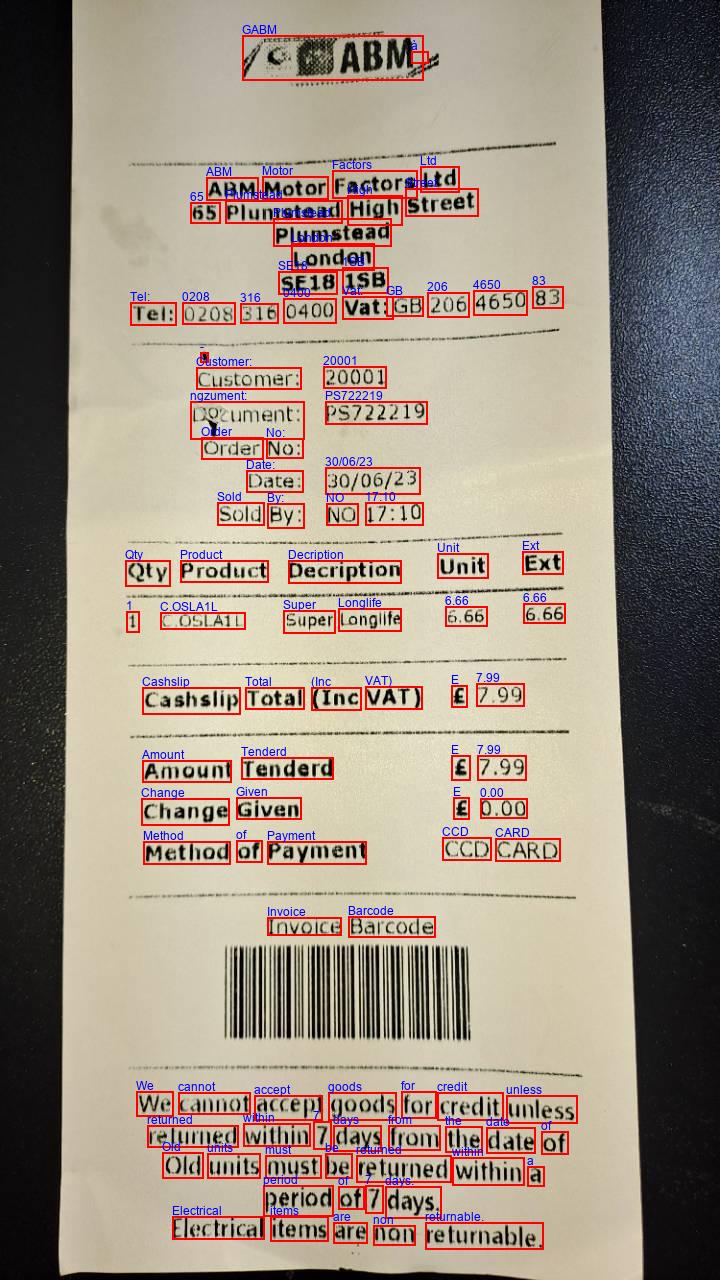 ABM
ABM Motor Factors Ltd
65 Plumstead High Street
Plumstead
London
SE18 1SB
Tel: 0208 316 0400 Vat: GB 206 4650 83
Customer: 20001
Document: PS722219
Order No:
Date: 30/06/23
Sold By: NO 17:10
Qty Product Decription Unit Ext
1 C.OSLA1L Super Longlife 6.66 6.66
Cashslip Total (Inc VAT) £ 7.99
Amount Tenderd £ 7.99
Change Given £ 0.00
Method of Payment CCD CARD
Invoice Barcode
We cannot accept goods for credit unless
returned within 7 days from the date of
Old units must be returned within a
period of 7 days.
Electrical items are non returnable.